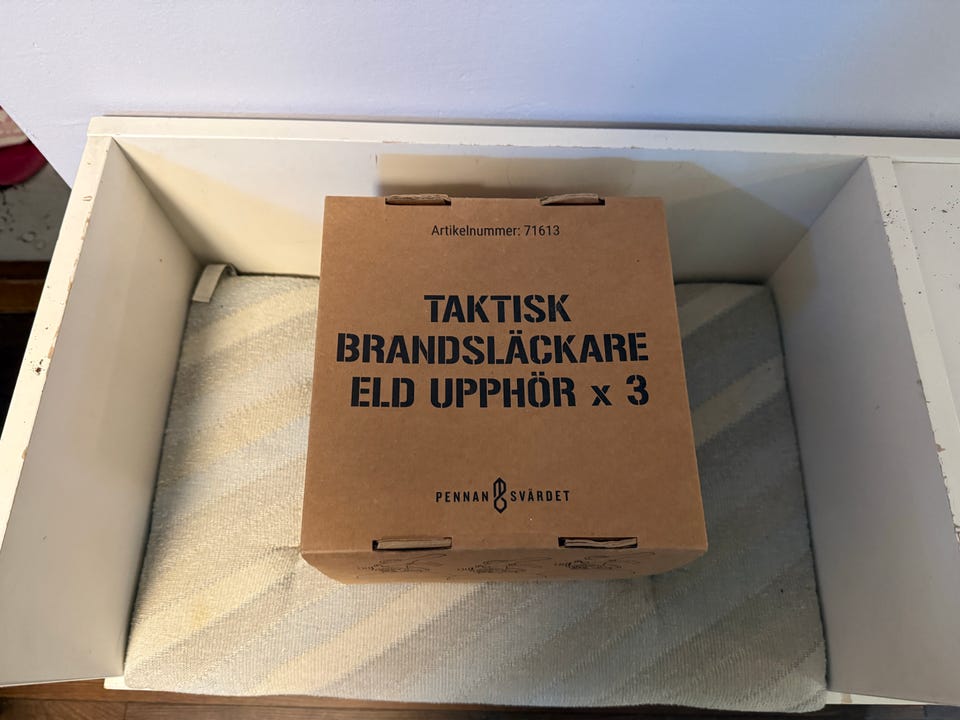 Artikelnummer: 71613
TAKTISK
BRANDSLÄCKARE
ELD UPPHÖR x 3
PENNAN SVÄRDET